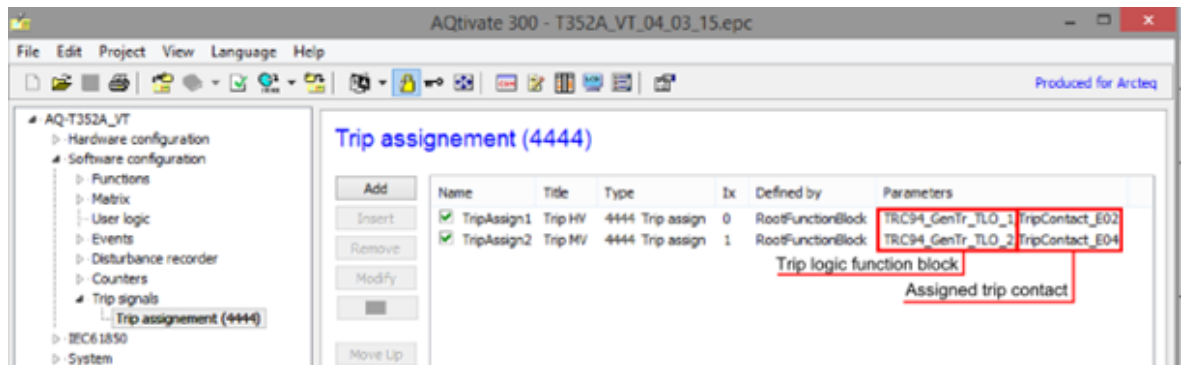 AQtivate 300 - T352A_VT_04_03_15.epc
File Edit Project View Language Help
Produced for Arcteq
AQ-T352A_VT
Hardware configuration
Software configuration
Functions
Matrix
User logic
Events
Disturbance recorder
Counters
Trip signals
Trip assignement (4444)
IEC61850
System
Trip assignement (4444)
Add
Insert
Remove
Modify
Move Up
Name Title Type Ix Defined by Parameters
TripAssign1 Trip HV 4444 Trip assign 0 RootFunctionBlock TRC94_GenTr_TLO_1 TripContact_E02
TripAssign2 Trip MV 4444 Trip assign 1 RootFunctionBlock TRC94_GenTr_TLO_2 TripContact_E04
Trip logic function block
Assigned trip contact